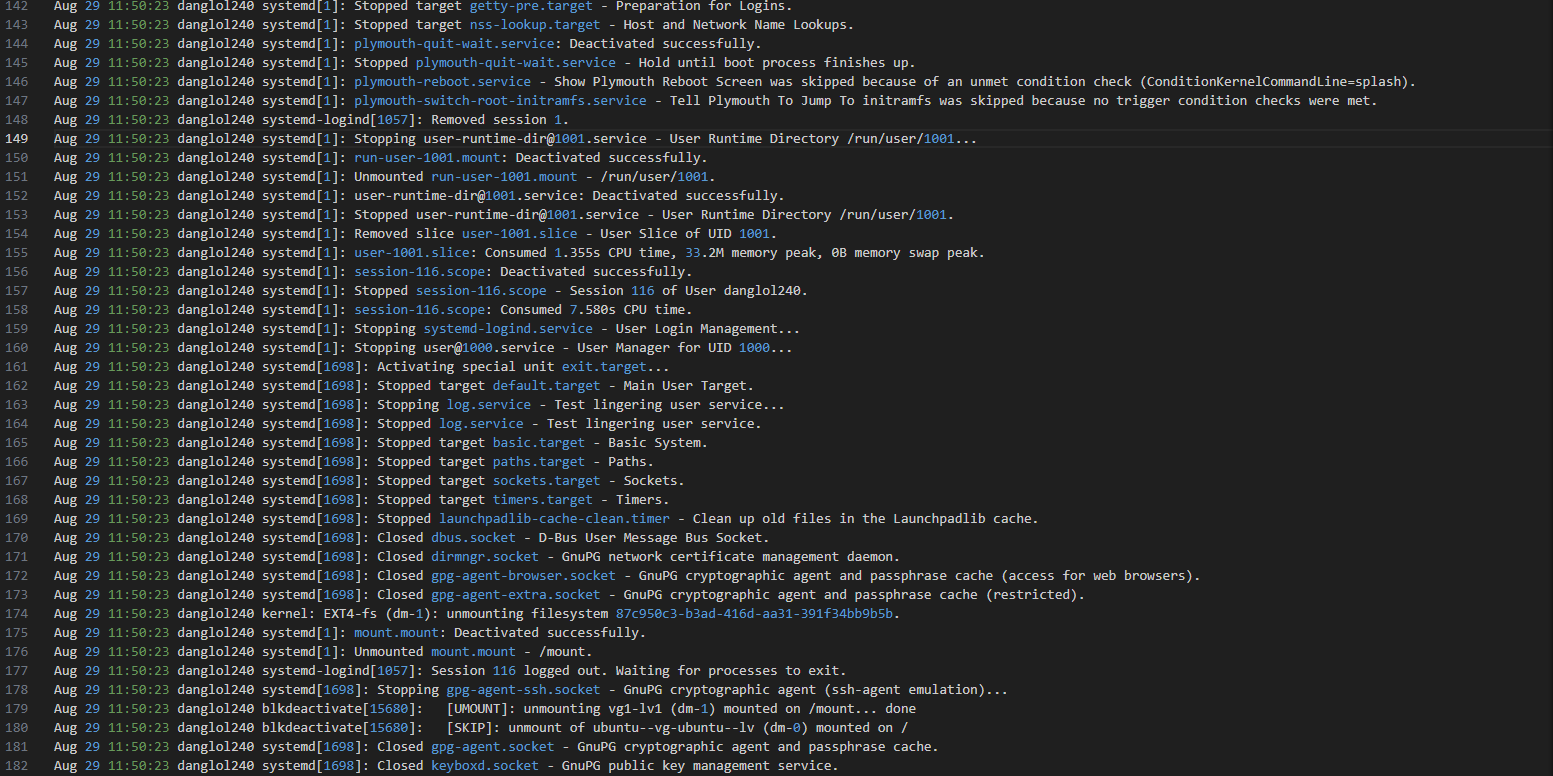 142 Aug 29 11:50:23 danglol240 systemd[1]: Stopped target getty-pre.target - Preparation for Logins.
143 Aug 29 11:50:23 danglol240 systemd[1]: Stopped target nss-lookup.target - Host and Network Name Lookups.
144 Aug 29 11:50:23 danglol240 systemd[1]: plymouth-quit-wait.service: Deactivated successfully.
145 Aug 29 11:50:23 danglol240 systemd[1]: Stopped plymouth-quit-wait.service - Hold until boot process finishes up.
146 Aug 29 11:50:23 danglol240 systemd[1]: plymouth-reboot.service - Show Plymouth Reboot Screen was skipped because of an unmet condition check (ConditionKernelCommandLine=splash).
147 Aug 29 11:50:23 danglol240 systemd[1]: plymouth-switch-root-initramfs.service - Tell Plymouth To Jump To initramfs was skipped because no trigger condition checks were met.
148 Aug 29 11:50:23 danglol240 systemd-logind[1057]: Removed session 1.
149 Aug 29 11:50:23 danglol240 systemd[1]: Stopping user-runtime-dir@1001.service - User Runtime Directory /run/user/1001...
150 Aug 29 11:50:23 danglol240 systemd[1]: run-user-1001.mount: Deactivated successfully.
151 Aug 29 11:50:23 danglol240 systemd[1]: Unmounted run-user-1001.mount - /run/user/1001.
152 Aug 29 11:50:23 danglol240 systemd[1]: user-runtime-dir@1001.service: Deactivated successfully.
153 Aug 29 11:50:23 danglol240 systemd[1]: Stopped user-runtime-dir@1001.service - User Runtime Directory /run/user/1001.
154 Aug 29 11:50:23 danglol240 systemd[1]: Removed slice user-1001.slice - User Slice of UID 1001.
155 Aug 29 11:50:23 danglol240 systemd[1]: user-1001.slice: Consumed 1.355s CPU time, 33.2M memory peak, 0B memory swap peak.
156 Aug 29 11:50:23 danglol240 systemd[1]: session-116.scope: Deactivated successfully.
157 Aug 29 11:50:23 danglol240 systemd[1]: Stopped session-116.scope - Session 116 of User danglol240.
158 Aug 29 11:50:23 danglol240 systemd[1]: session-116.scope: Consumed 7.580s CPU time.
159 Aug 29 11:50:23 danglol240 systemd[1]: Stopping systemd-logind.service - User Login Management...
160 Aug 29 11:50:23 danglol240 systemd[1]: Stopping user@1000.service - User Manager for UID 1000...
161 Aug 29 11:50:23 danglol240 systemd[1698]: Activating special unit exit.target...
162 Aug 29 11:50:23 danglol240 systemd[1698]: Stopped target default.target - Main User Target.
163 Aug 29 11:50:23 danglol240 systemd[1698]: Stopping log.service - Test lingering user service...
164 Aug 29 11:50:23 danglol240 systemd[1698]: Stopped log.service - Test lingering user service.
165 Aug 29 11:50:23 danglol240 systemd[1698]: Stopped target basic.target - Basic System.
166 Aug 29 11:50:23 danglol240 systemd[1698]: Stopped target paths.target - Paths.
167 Aug 29 11:50:23 danglol240 systemd[1698]: Stopped target sockets.target - Sockets.
168 Aug 29 11:50:23 danglol240 systemd[1698]: Stopped target timers.target - Timers.
169 Aug 29 11:50:23 danglol240 systemd[1698]: Stopped launchpadlib-cache-clean.timer - Clean up old files in the Launchpadlib cache.
170 Aug 29 11:50:23 danglol240 systemd[1698]: Closed dbus.socket - D-Bus User Message Bus Socket.
171 Aug 29 11:50:23 danglol240 systemd[1698]: Closed dirmngr.socket - GnuPG network certificate management daemon.
172 Aug 29 11:50:23 danglol240 systemd[1698]: Closed gpg-agent-browser.socket - GnuPG cryptographic agent and passphrase cache (access for web browsers).
173 Aug 29 11:50:23 danglol240 systemd[1698]: Closed gpg-agent-extra.socket - GnuPG cryptographic agent and passphrase cache (restricted).
174 Aug 29 11:50:23 danglol240 kernel: EXT4-fs (dm-1): unmounting filesystem 87c950c3-b3ad-416d-aa31-391f34bb9b5b.
175 Aug 29 11:50:23 danglol240 systemd[1]: mount.mount: Deactivated successfully.
176 Aug 29 11:50:23 danglol240 systemd[1]: Unmounted mount.mount - /mount.
177 Aug 29 11:50:23 danglol240 systemd-logind[1057]: Session 116 logged out. Waiting for processes to exit.
178 Aug 29 11:50:23 danglol240 systemd[1698]: Stopping gpg-agent-ssh.socket - GnuPG cryptographic agent (ssh-agent emulation)...
179 Aug 29 11:50:23 danglol240 blkdeactivate[15680]:   [UMOUNT]: unmounting vg1-lv1 (dm-1) mounted on /mount... done
180 Aug 29 11:50:23 danglol240 blkdeactivate[15680]:   [SKIP]: unmount of ubuntu--vg-ubuntu--lv (dm-0) mounted on /
181 Aug 29 11:50:23 danglol240 systemd[1698]: Closed gpg-agent.socket - GnuPG cryptographic agent and passphrase cache.
182 Aug 29 11:50:23 danglol240 systemd[1698]: Closed keyboxd.socket - GnuPG public key management service.